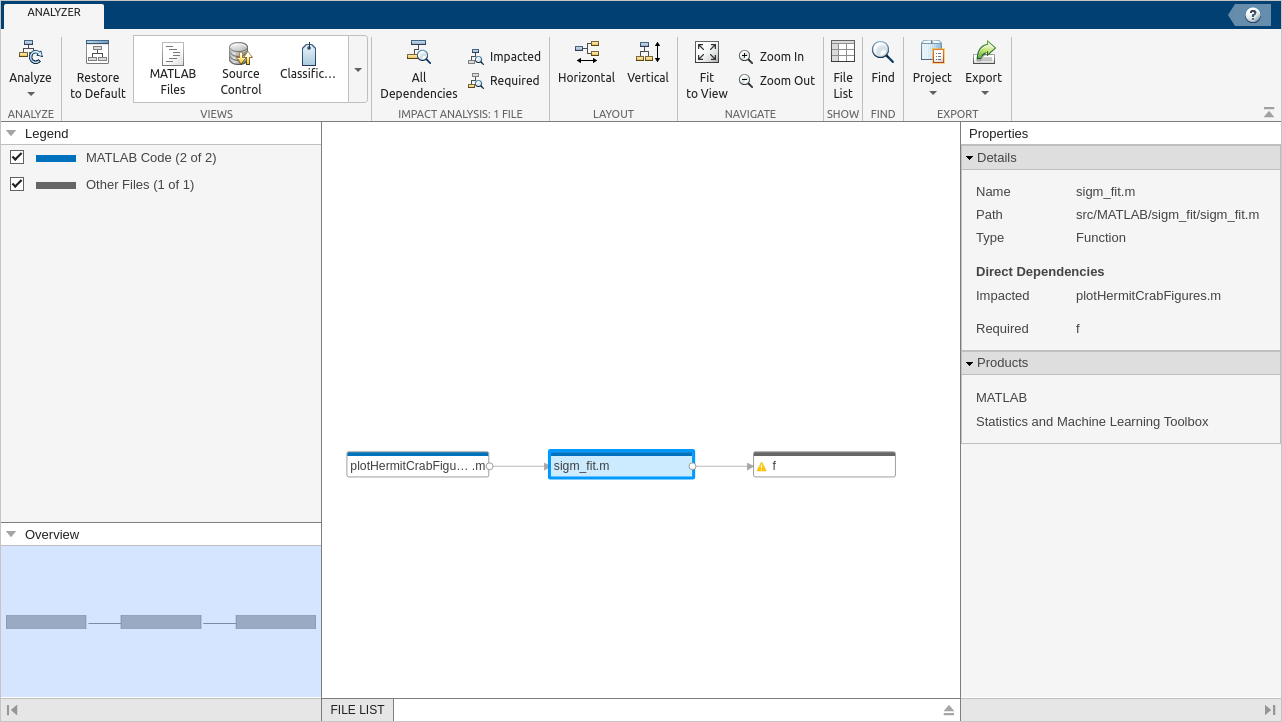 ANALYZER
?
Analyze
ANALYZE
Restore
to Default
MATLAB
Files
Source
Control
Classific...
VIEWS
All
Dependencies
Impacted
Required
IMPACT ANALYSIS: 1 FILE
Horizontal
Vertical
LAYOUT
Fit
to View
Zoom In
Zoom Out
NAVIGATE
File
List
SHOW
Find
FIND
Project
Export
EXPORT
Legend
MATLAB Code (2 of 2)
Other Files (1 of 1)
Overview
plotHermitCrabFigu... .m
sigm_fit.m
f
FILE LIST
Properties
Details
Name sigm_fit.m
Path src/MATLAB/sigm_fit/sigm_fit.m
Type Function
Direct Dependencies
Impacted plotHermitCrabFigures.m
Required f
Products
MATLAB
Statistics and Machine Learning Toolbox